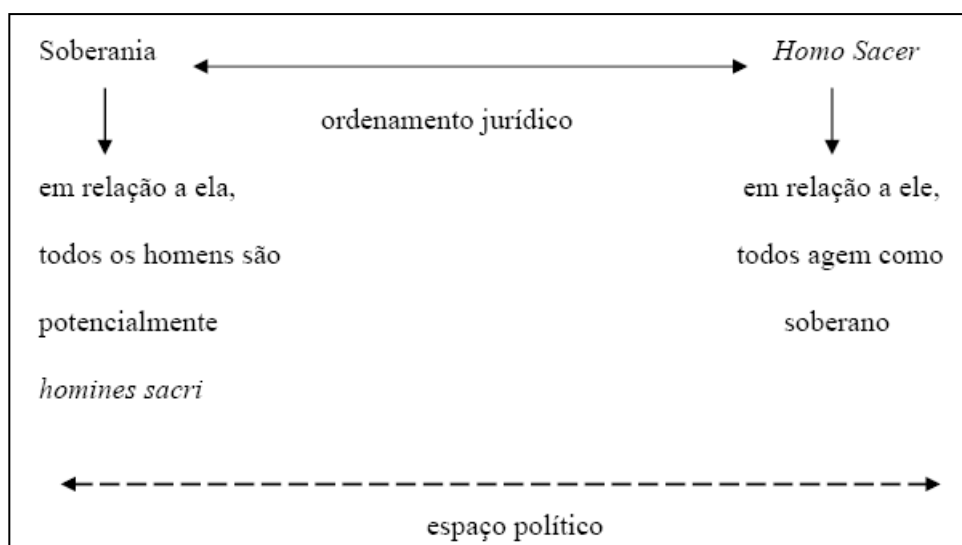 Soberania
Homo Sacer
ordenamento jurídico
em relação a ela,
em relação a ele,
todos os homens são
todos agem como
potencialmente
soberano
homines sacri
espaço político